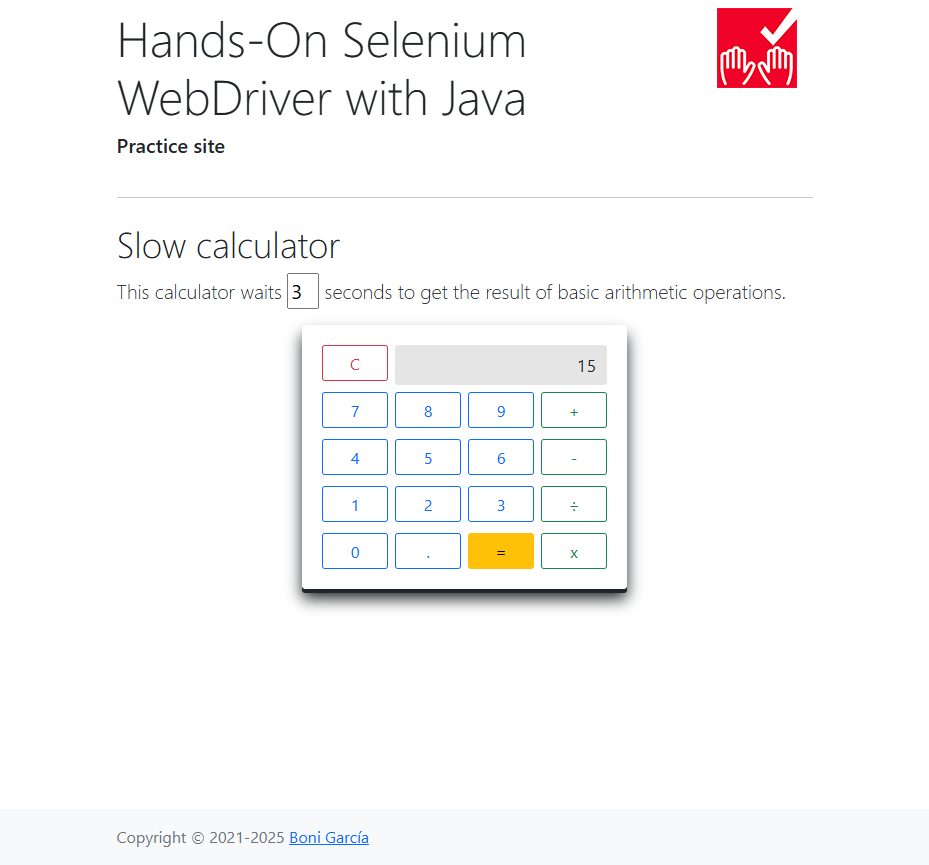 Hands-On Selenium
WebDriver with Java
Practice site
Slow calculator
This calculator waits 3 seconds to get the result of basic arithmetic operations.
C 15
7 8 9 +
4 5 6 -
1 2 3 ÷
0 . = x
Copyright © 2021-2025 Boni García